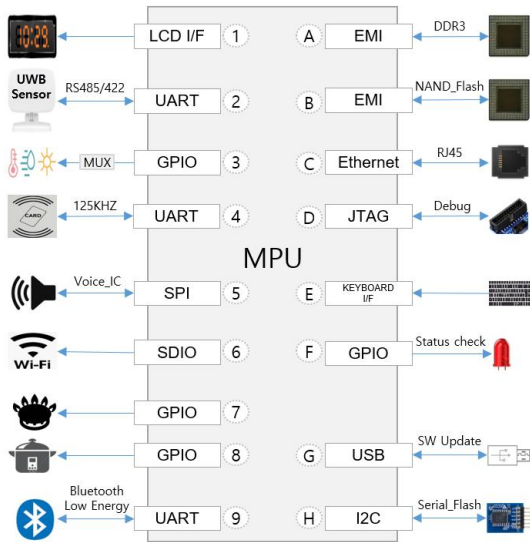 10:29
LCD I/F 1
A EMI
DDR3
UWB
Sensor
RS485/422
UART 2
B EMI
NAND_Flash
MUX
GPIO 3
C Ethernet
RJ45
CARD
125KHZ
UART 4
D JTAG
Debug
MPU
Voice_IC
SPI 5
E KEYBOARD
I/F
Wi-Fi
SDIO 6
F GPIO
Status check
GPIO 7
GPIO 8
G USB
SW Update
Bluetooth
Low Energy
UART 9
H I2C
Serial_Flash